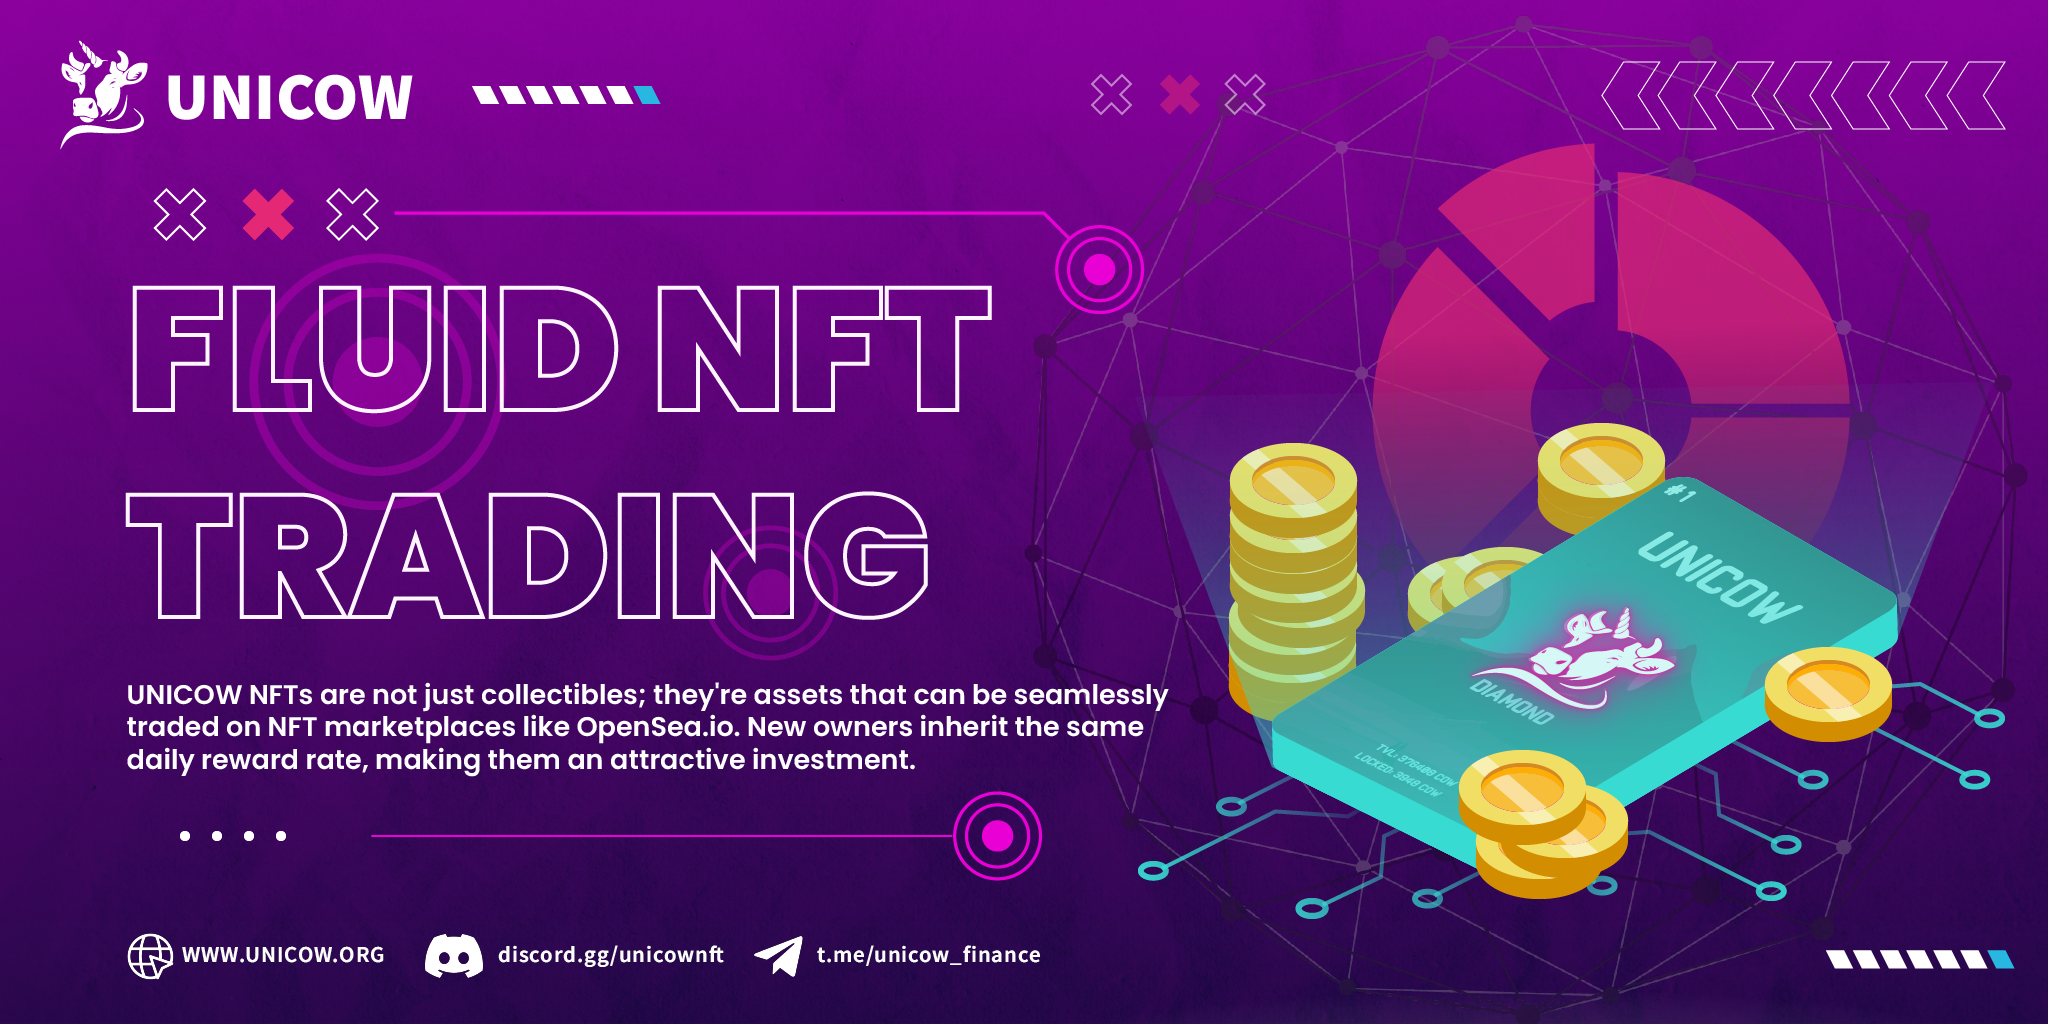 UNICOW
FLUID NFT
TRADING
UNICOW NFTs are not just collectibles; they're assets that can be seamlessly
traded on NFT marketplaces like OpenSea.io. New owners inherit the same
daily reward rate, making them an attractive investment.
#1
UNICOW
DIAMOND
TVL: 976406 COW
LOCKED: 9948 COW
WWW.UNICOW.ORG
discord.gg/unicownft
t.me/unicow_finance